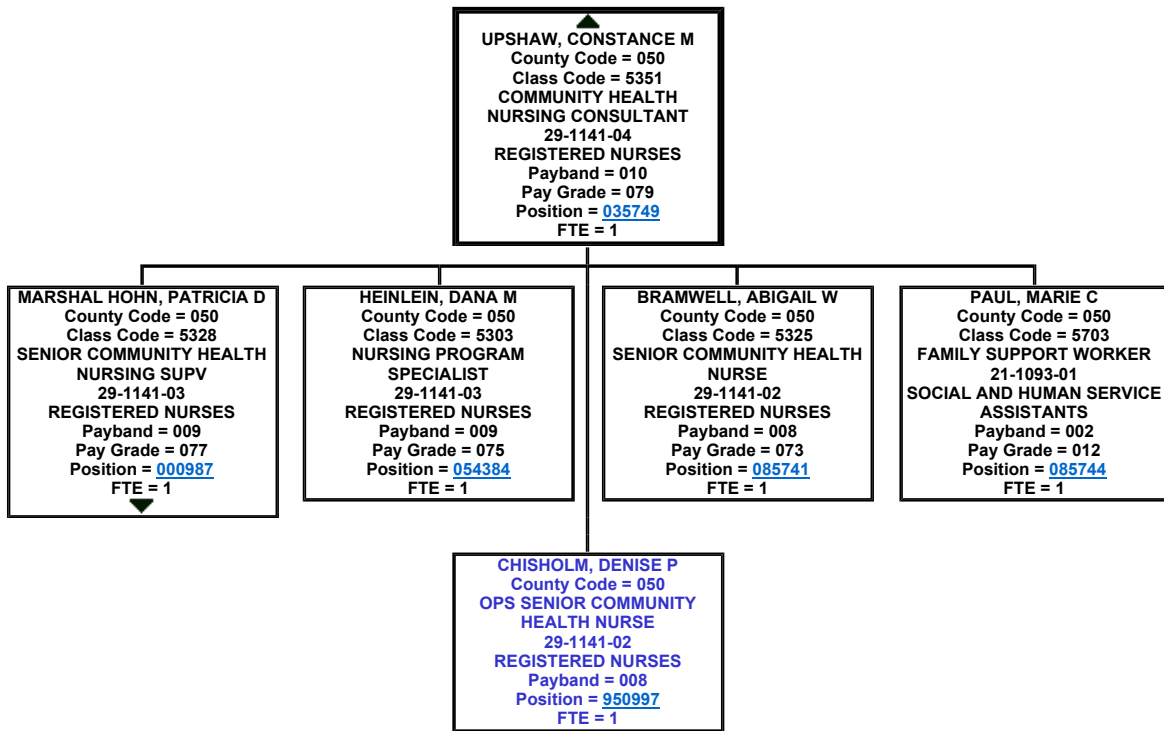 UPSHAW, CONSTANCE M
County Code = 050
Class Code = 5351
COMMUNITY HEALTH
NURSING CONSULTANT
29-1141-04
REGISTERED NURSES
Payband = 010
Pay Grade = 079
Position = 035749
FTE = 1
MARSHAL HOHN, PATRICIA D
County Code = 050
Class Code = 5328
SENIOR COMMUNITY HEALTH
NURSING SUPV
29-1141-03
REGISTERED NURSES
Payband = 009
Pay Grade = 077
Position = 000987
FTE = 1
HEINLEIN, DANA M
County Code = 050
Class Code = 5303
NURSING PROGRAM
SPECIALIST
29-1141-03
REGISTERED NURSES
Payband = 009
Pay Grade = 075
Position = 054384
FTE = 1
BRAMWELL, ABIGAIL W
County Code = 050
Class Code = 5325
SENIOR COMMUNITY HEALTH
NURSE
29-1141-02
REGISTERED NURSES
Payband = 008
Pay Grade = 073
Position = 085741
FTE = 1
PAUL, MARIE C
County Code = 050
Class Code = 5703
FAMILY SUPPORT WORKER
21-1093-01
SOCIAL AND HUMAN SERVICE
ASSISTANTS
Payband = 002
Pay Grade = 012
Position = 085744
FTE = 1
CHISHOLM, DENISE P
County Code = 050
OPS SENIOR COMMUNITY
HEALTH NURSE
29-1141-02
REGISTERED NURSES
Payband = 008
Position = 950997
FTE = 1